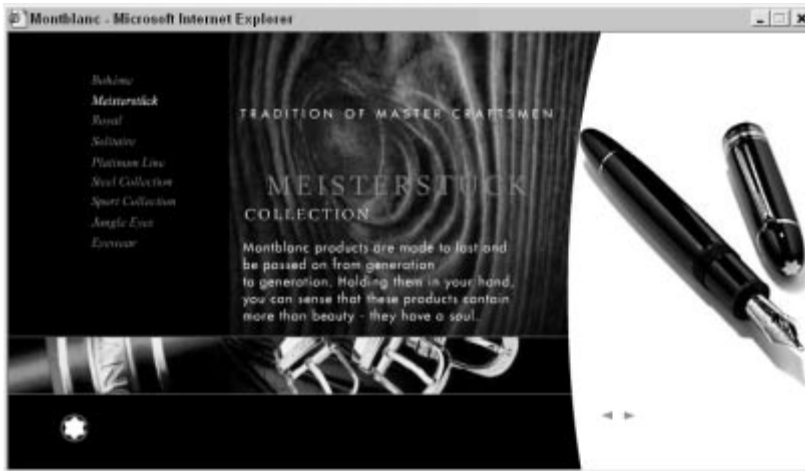 Montblanc - Microsoft Internet Explorer
Bohème
Meisterstück
Royal
Solitaire
Platinum Line
Steel Collection
Sport Collection
Jungle Eyes
Eyewear
TRADITION OF MASTER CRAFTSMEN
MEISTERSTÜCK
COLLECTION
Montblanc products are made to last and
be passed on from generation
to generation. Holding them in your hand,
you can sense that these products contain
more than beauty - they have a soul.